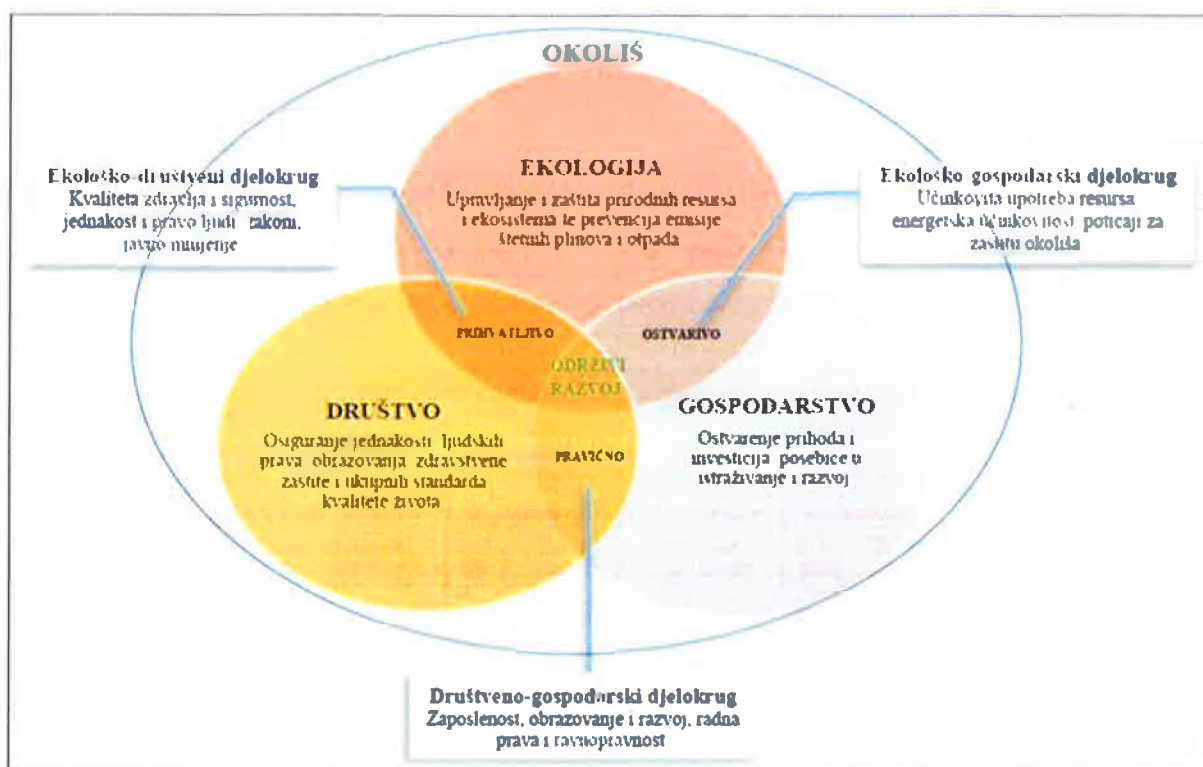 OKOLIŠ
EKOLOGIJA
Upravljanje i zaštita prirodnih resursa
i ekosistema te prevencija emisije
štetnih plinova i otpada
Ekološko-društveni djelokrug
Kvaliteta zdravlja i sigurnost,
jednakost i pravo ljudi, zakoni,
javno mnijenje
Ekološko gospodarski djelokrug
Učinkovita upotreba resursa
energetska učinkovitost poticaji za
zaštitu okoliša
PRIHVATLJIVO
OSTVARIVO
ODRŽIVI
RAZVOJ
DRUŠTVO
Osiguranje jednakosti ljudskih
prava obrazovanja zdravstvene
zaštite i ukupnih standarda
kvalitete života
PRAVIČNO
GOSPODARSTVO
Ostvarenje prihoda i
investicija posebice u
istraživanje i razvoj
Društveno-gospodarski djelokrug
Zaposlenost, obrazovanje i razvoj, radna
prava i ravnopravnost